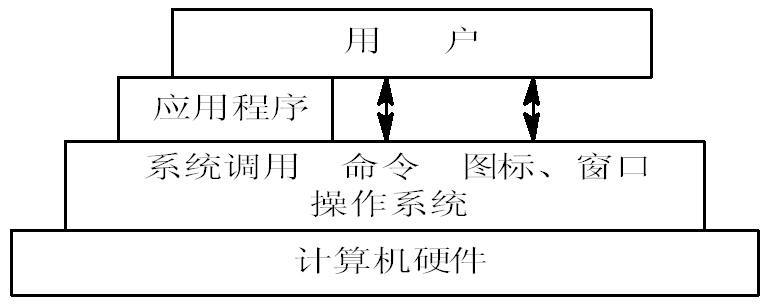 用 户
应用程序
系统调用 命令 图标、窗口
操作系统
计算机硬件